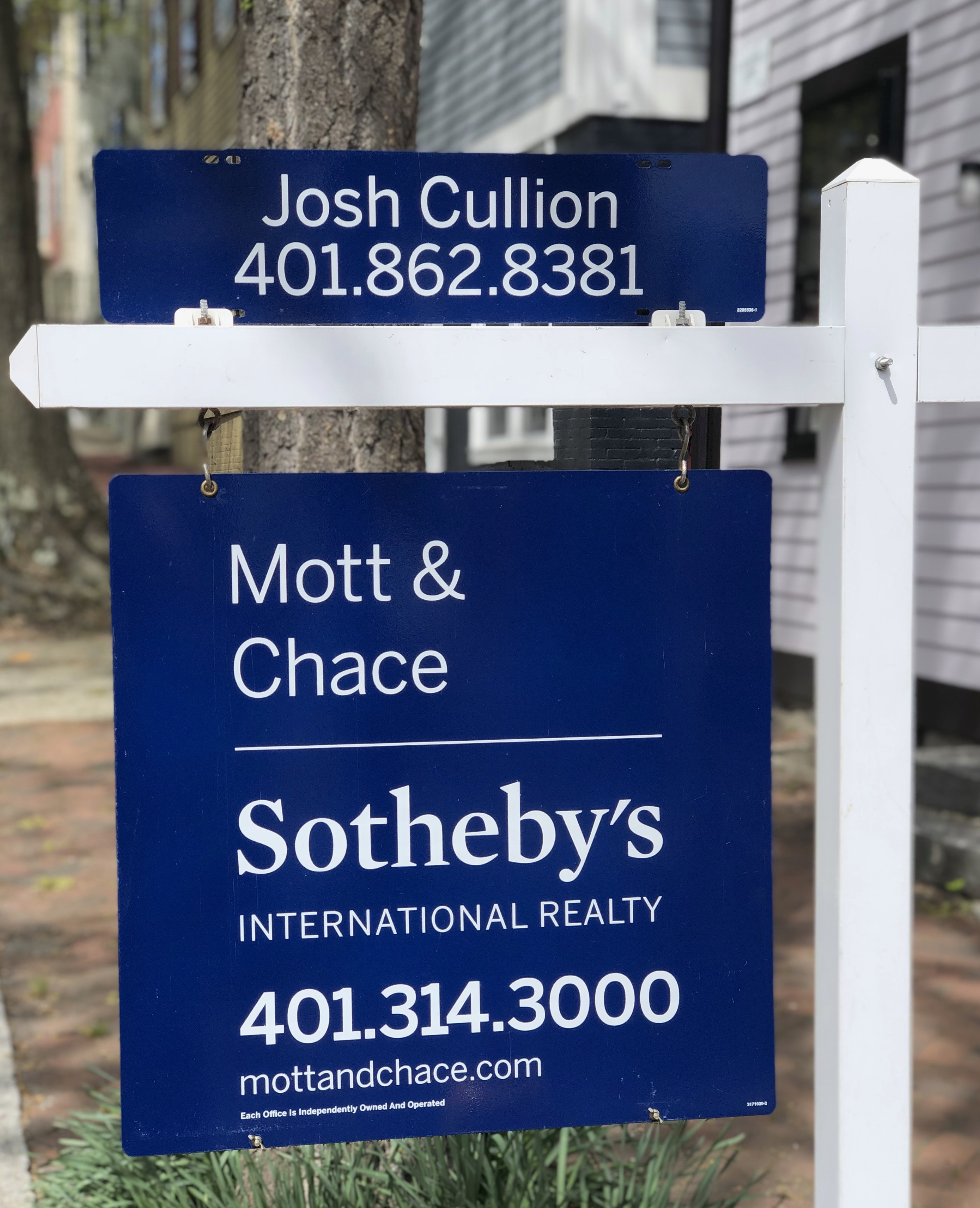 Josh Cullion
401.862.8381
Mott &
Chace
Sotheby's
INTERNATIONAL REALTY
401.314.3000
mottandchace.com
Each Office Is Independently Owned And Operated